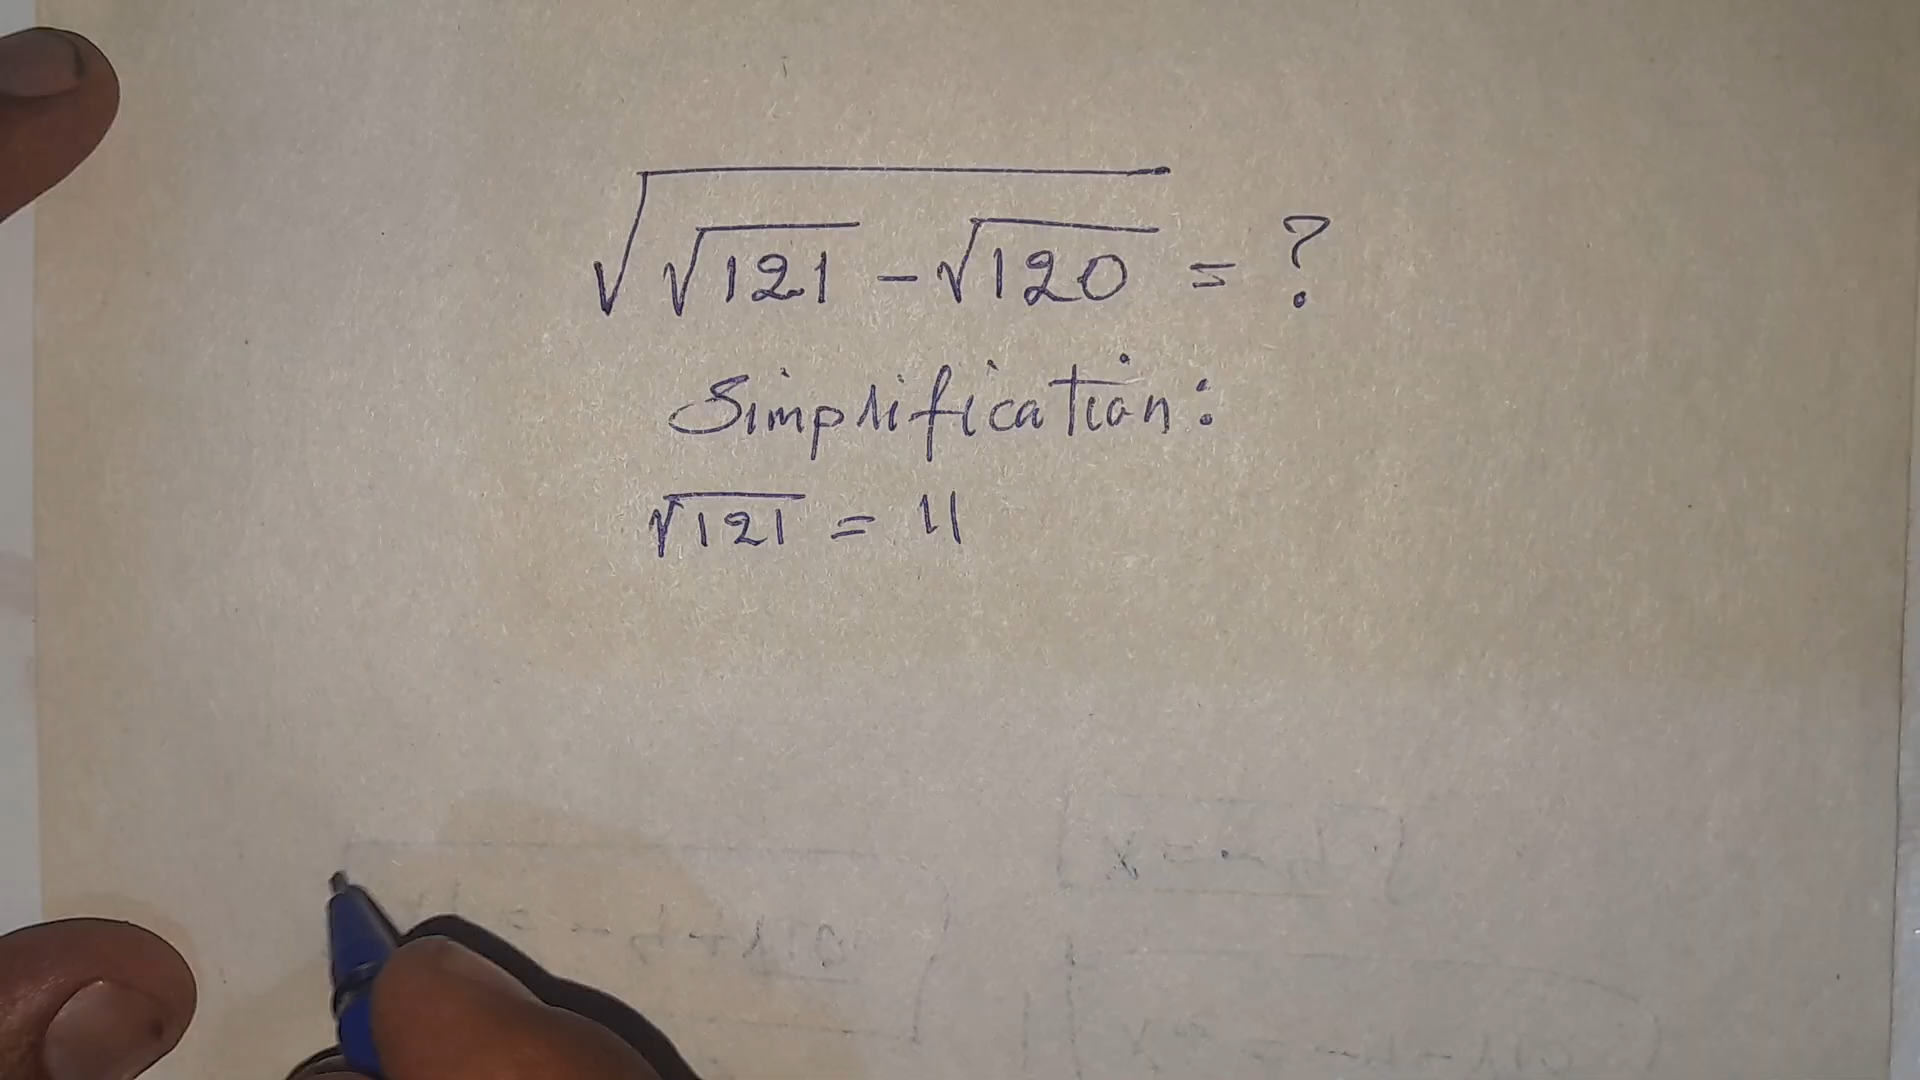 √(√121 - √120) = ?
Simplification:
√121 = 11